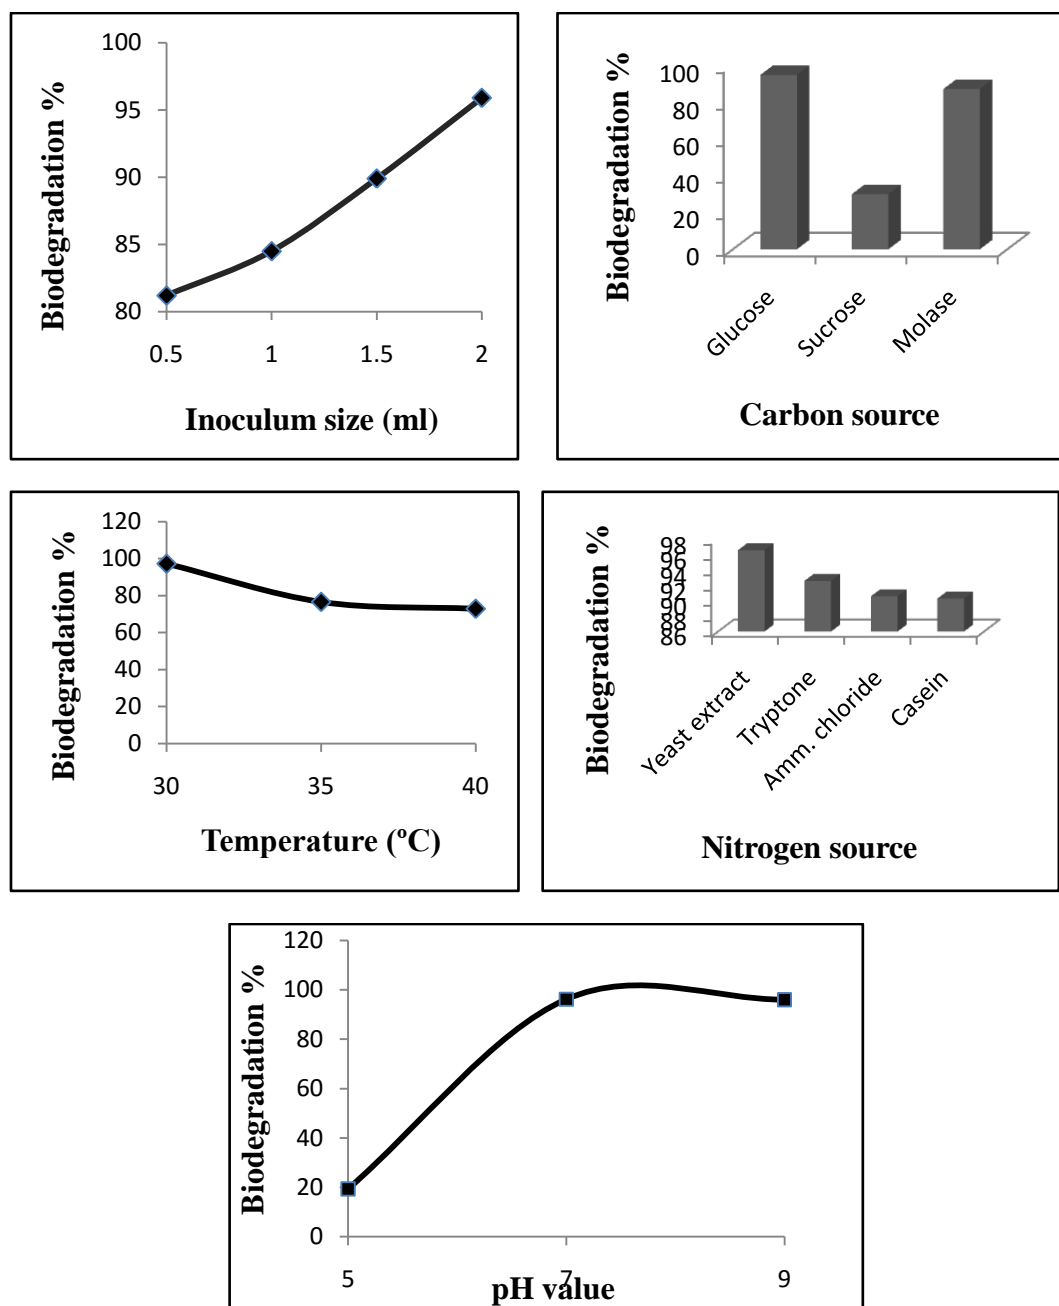 Biodegradation %
100
95
90
85
80
0.5 1 1.5 2
Inoculum size (ml)
Biodegradation %
100
80
60
40
20
0
Glucose
Sucrose
Molase
Carbon source
Biodegradation %
120
100
80
60
40
20
0
30 35 40
Temperature (ºC)
Biodegradation %
98
96
94
92
90
88
86
Yeast extract
Tryptone
Amm. chloride
Casein
Nitrogen source
Biodegradation %
120
100
80
60
40
20
0
5 7 9
pH value